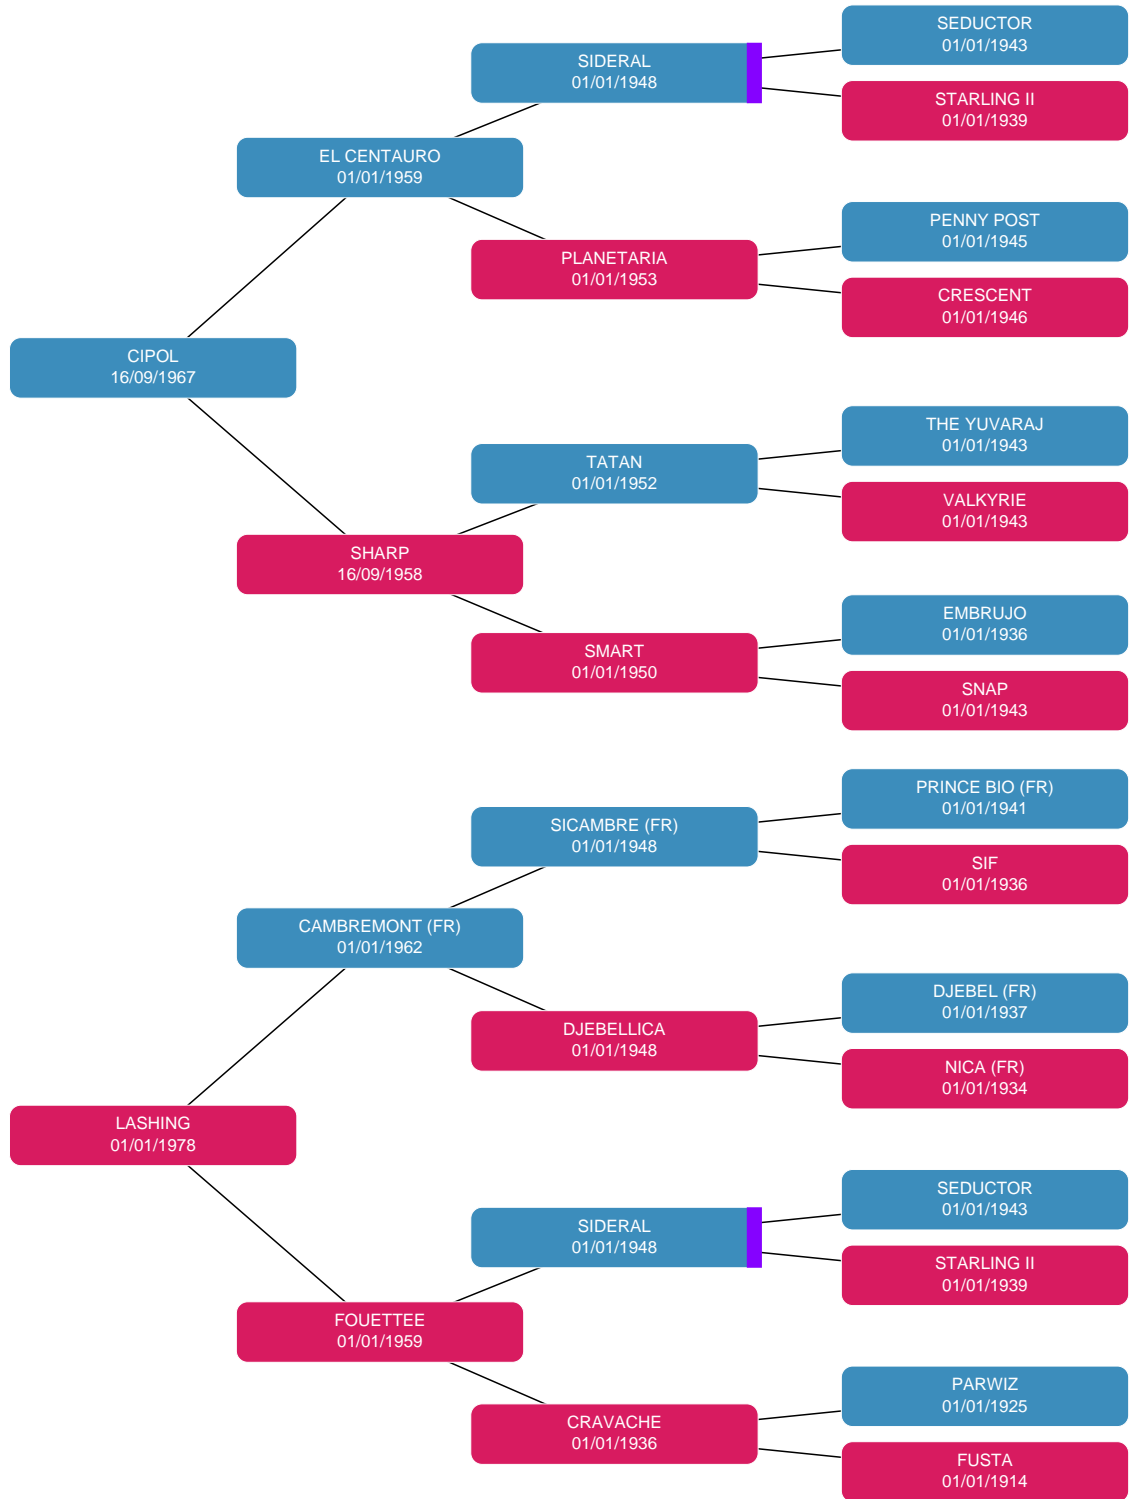 SEDUCTOR
01/01/1943
SIDERAL
01/01/1948
STARLING II
01/01/1939
EL CENTAURO
01/01/1959
PENNY POST
01/01/1945
PLANETARIA
01/01/1953
CRESCENT
01/01/1946
CIPOL
16/09/1967
THE YUVARAJ
01/01/1943
TATAN
01/01/1952
VALKYRIE
01/01/1943
SHARP
16/09/1958
EMBRUJO
01/01/1936
SMART
01/01/1950
SNAP
01/01/1943
PRINCE BIO (FR)
01/01/1941
SICAMBRE (FR)
01/01/1948
SIF
01/01/1936
CAMBREMONT (FR)
01/01/1962
DJEBEL (FR)
01/01/1937
DJEBELLICA
01/01/1948
NICA (FR)
01/01/1934
LASHING
01/01/1978
SEDUCTOR
01/01/1943
SIDERAL
01/01/1948
STARLING II
01/01/1939
FOUETTEE
01/01/1959
PARWIZ
01/01/1925
CRAVACHE
01/01/1936
FUSTA
01/01/1914